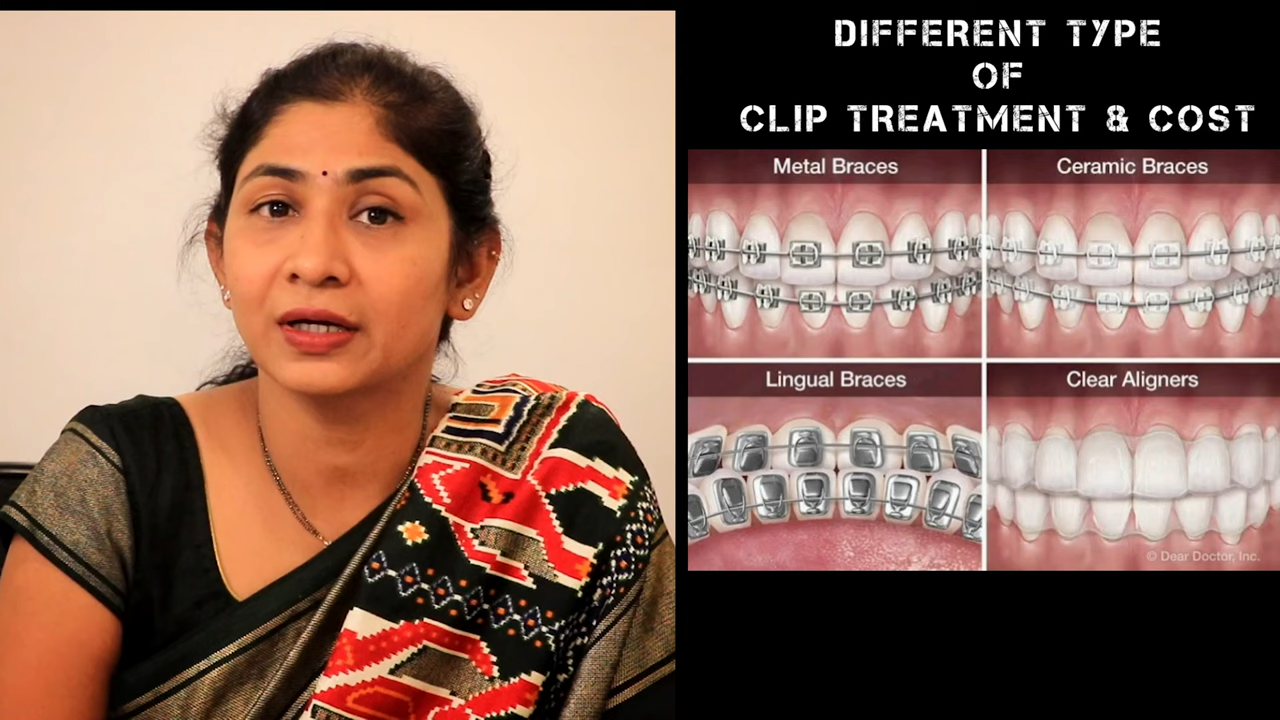 DIFFERENT TYPE
OF
CLIP TREATMENT & COST
Metal Braces
Ceramic Braces
Lingual Braces
Clear Aligners
© Dear Doctor, Inc.